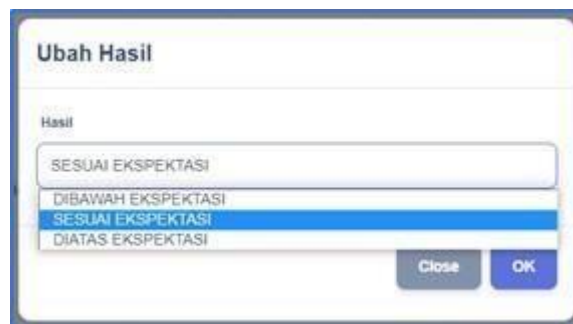 Ubah Hasil
Hasil
SESUAI EKSPEKTASI
DIBAWAH EKSPEKTASI
SESUAI EKSPEKTASI
DIATAS EKSPEKTASI
Close OK